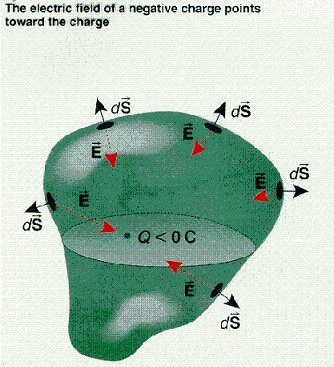 The electric field of a negative charge points
toward the charge
dS⃗
dS⃗
E⃗
E⃗
E⃗
dS⃗
E⃗
dS⃗
Q < 0 C
E⃗
dS⃗